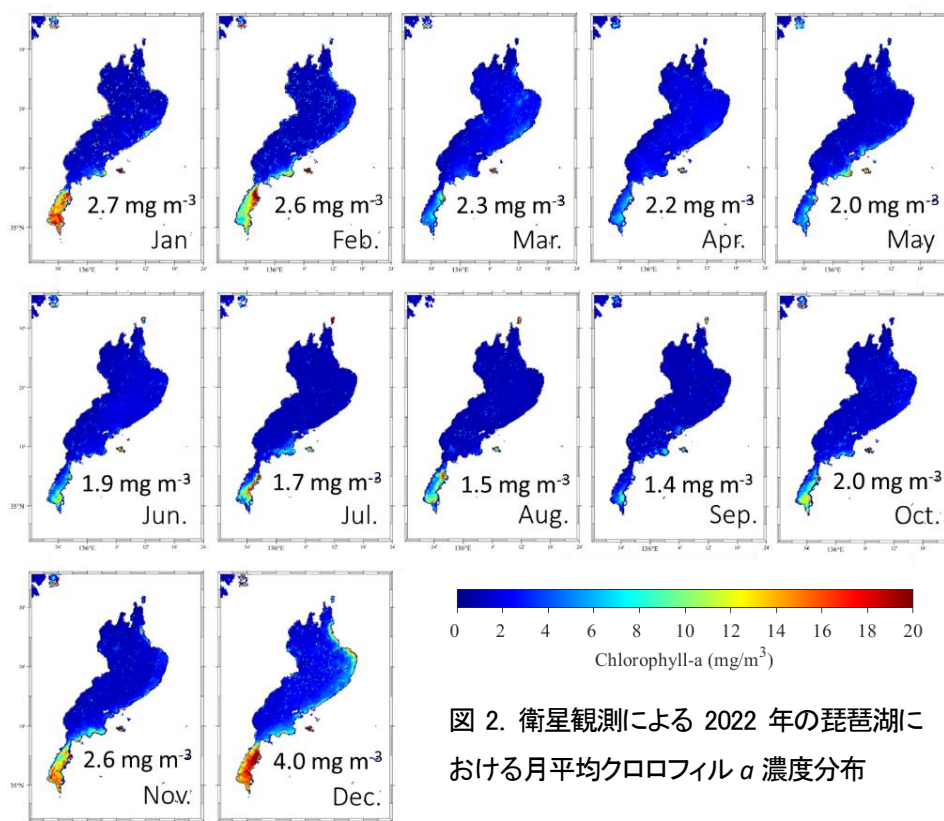 2.7 mg m⁻³
Jan
2.6 mg m⁻³
Feb.
2.3 mg m⁻³
Mar.
2.2 mg m⁻³
Apr.
2.0 mg m⁻³
May
1.9 mg m⁻³
Jun.
1.7 mg m⁻³
Jul.
1.5 mg m⁻³
Aug.
1.4 mg m⁻³
Sep.
2.0 mg m⁻³
Oct.
2.6 mg m⁻³
Nov.
4.0 mg m⁻³
Dec.
0 2 4 6 8 10 12 14 16 18 20
Chlorophyll-a (mg/m³)
図 2. 衛星観測による 2022 年の琵琶湖に
おける月平均クロロフィル a 濃度分布